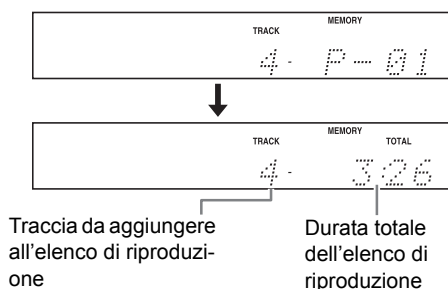 MEMORY
TRACK
4- P-01
MEMORY
TRACK TOTAL
4- 3:26
Traccia da aggiungere
all'elenco di riproduzi-
one
Durata totale
dell'elenco di
riproduzione